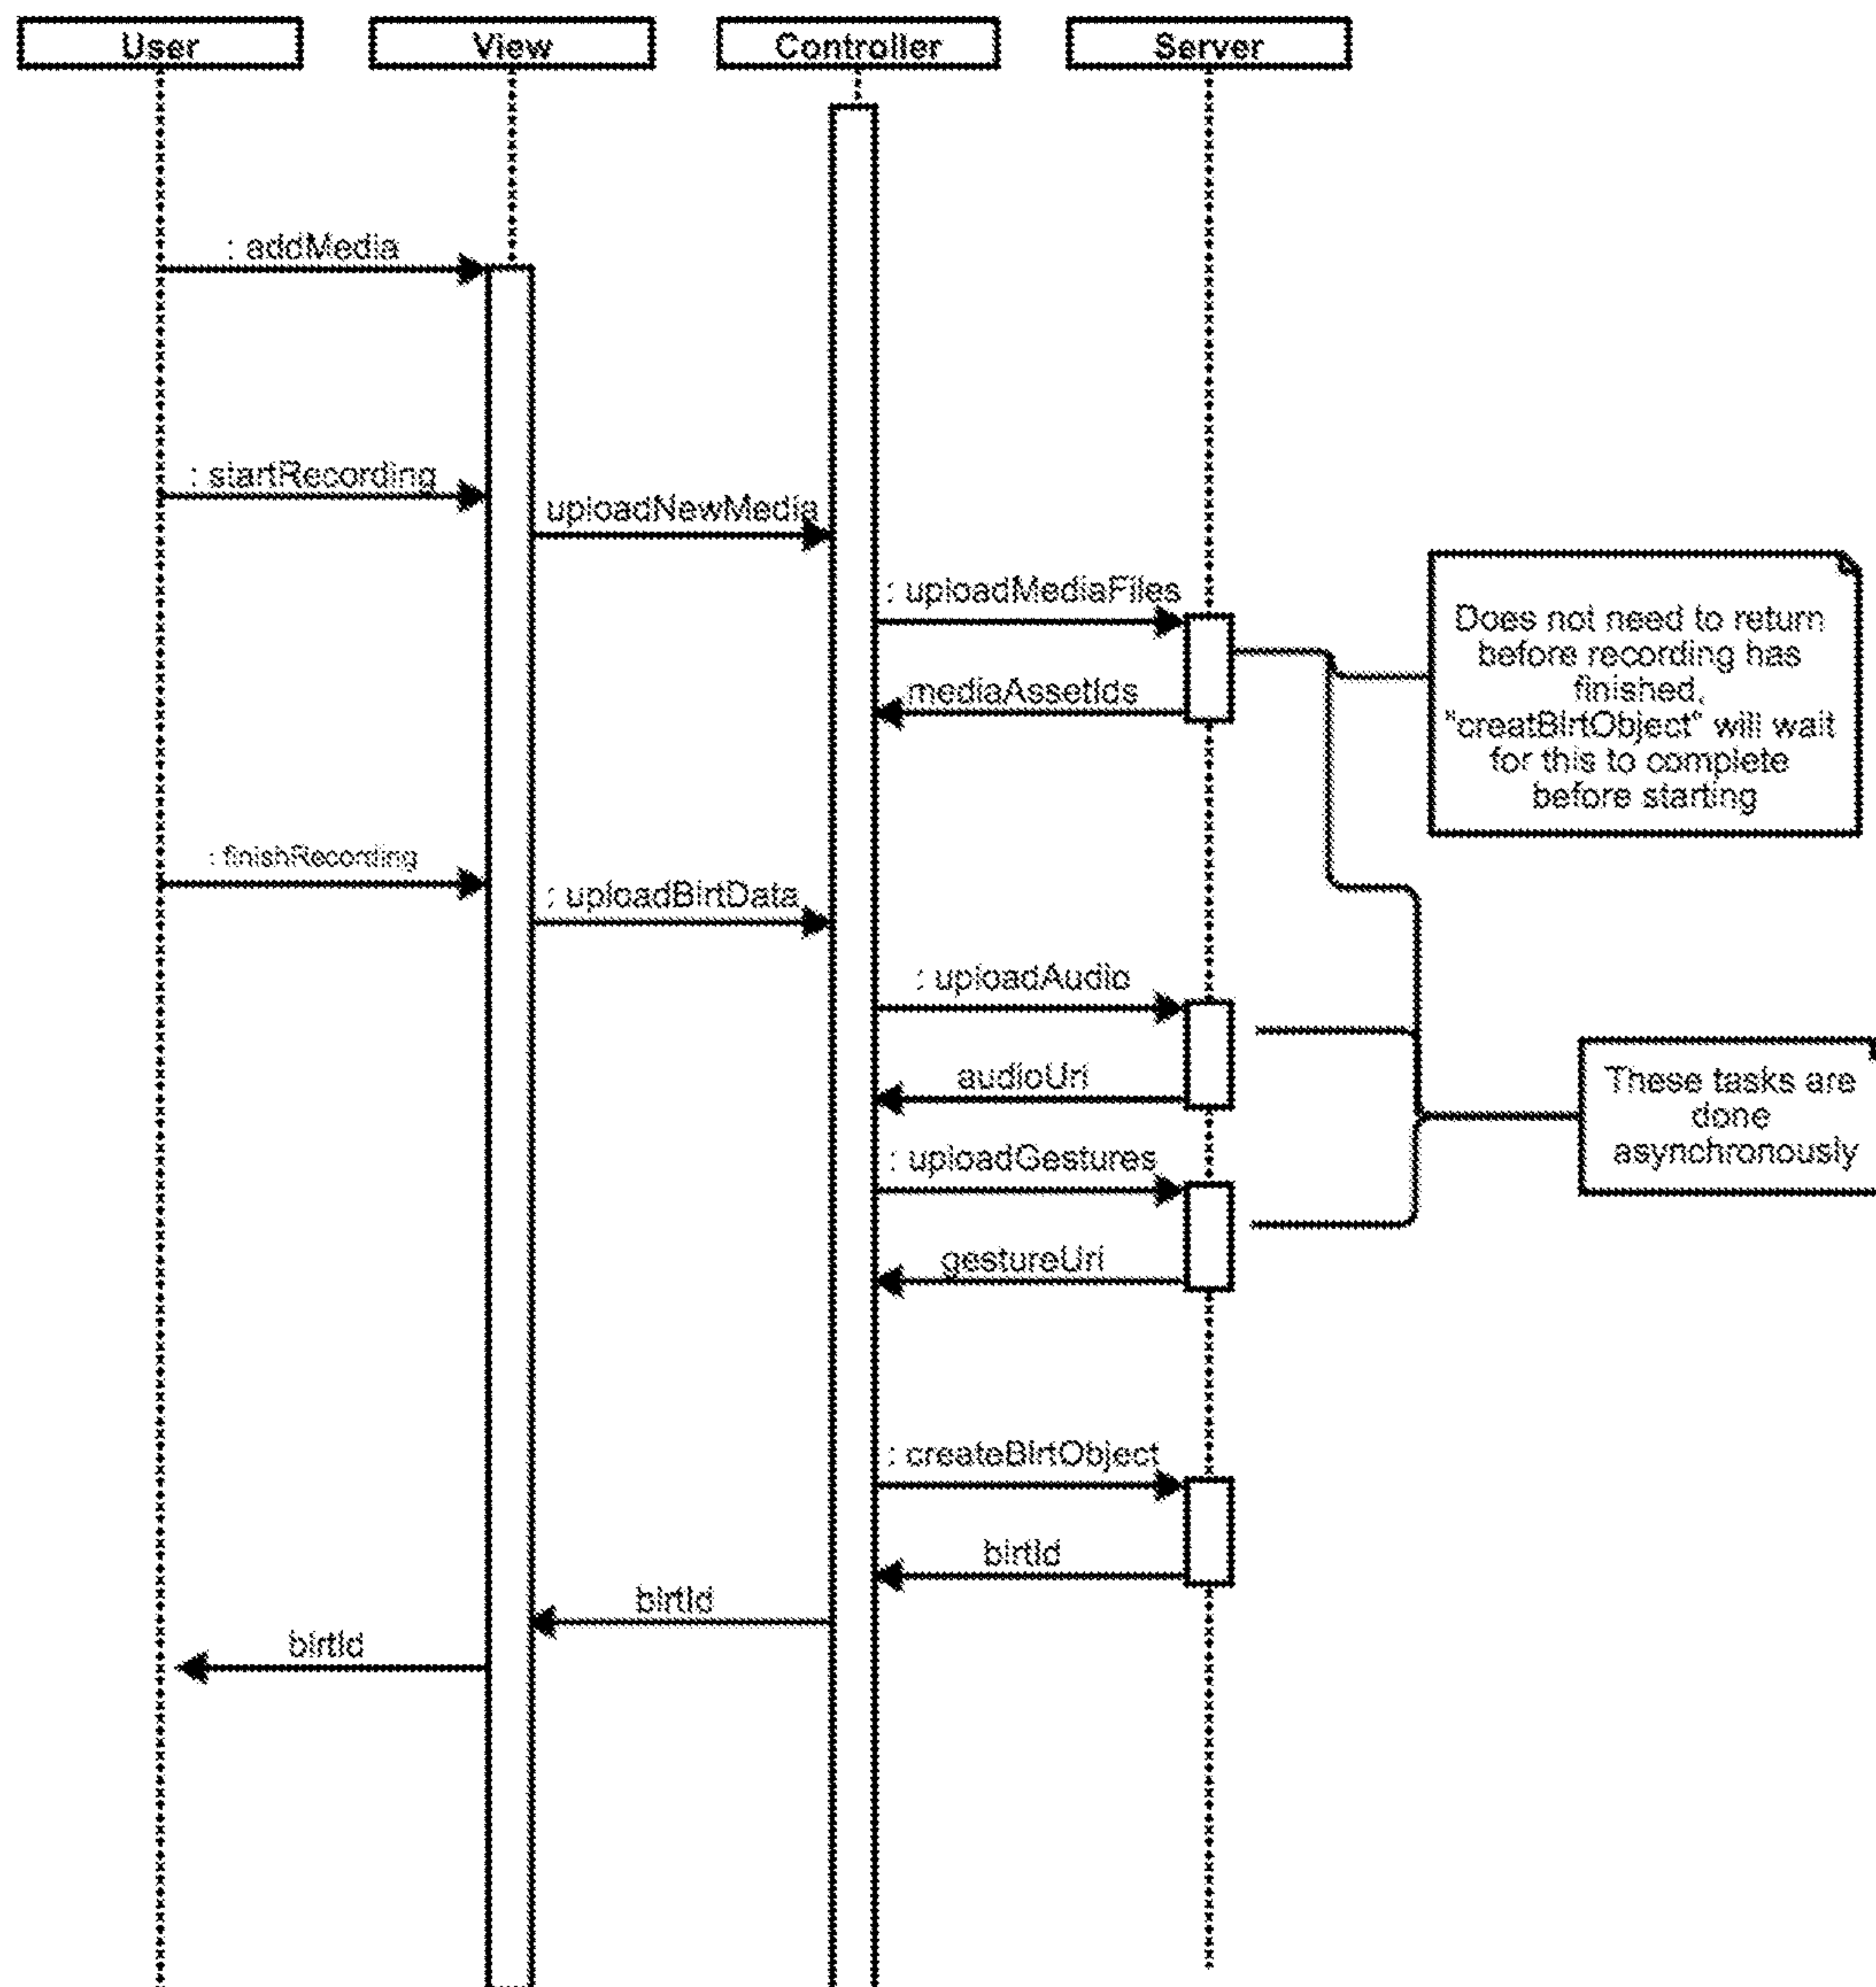 User
View
Controller
Server
: addMedia
: startRecording
uploadNewMedia
: uploadMediaFiles
mediaAssetIds
Does not need to return
before recording has
finished,
"creatBirtObject" will wait
for this to complete
before starting
: finishRecording
: uploadBirtData
: uploadAudio
audioUri
These tasks are
done
asynchronously
: uploadGestures
gestureUri
: createBirtObject
birtId
birtId
birtId